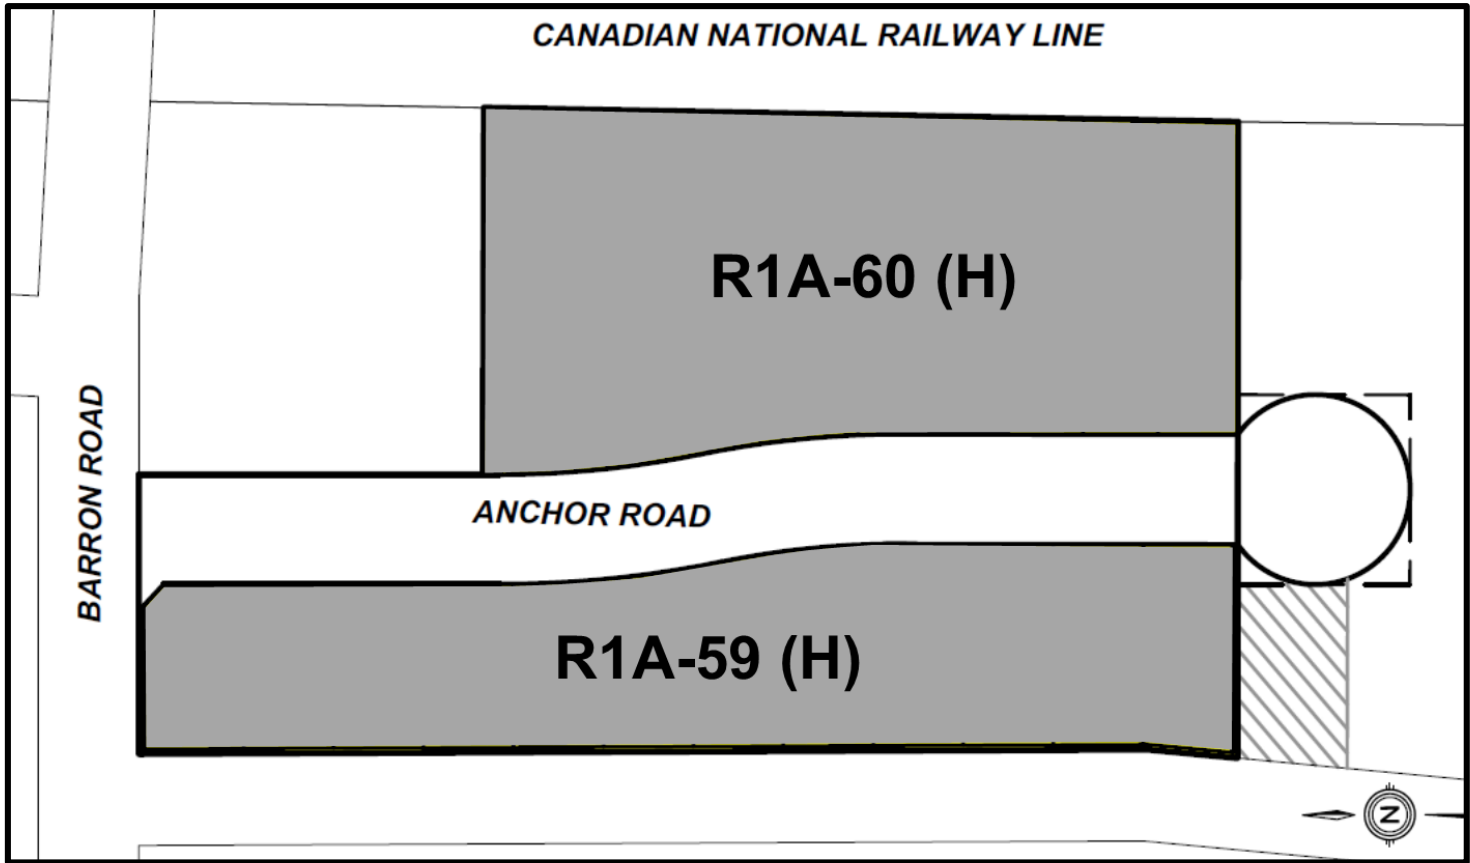 CANADIAN NATIONAL RAILWAY LINE
R1A-60 (H)
BARRON ROAD
ANCHOR ROAD
R1A-59 (H)
N